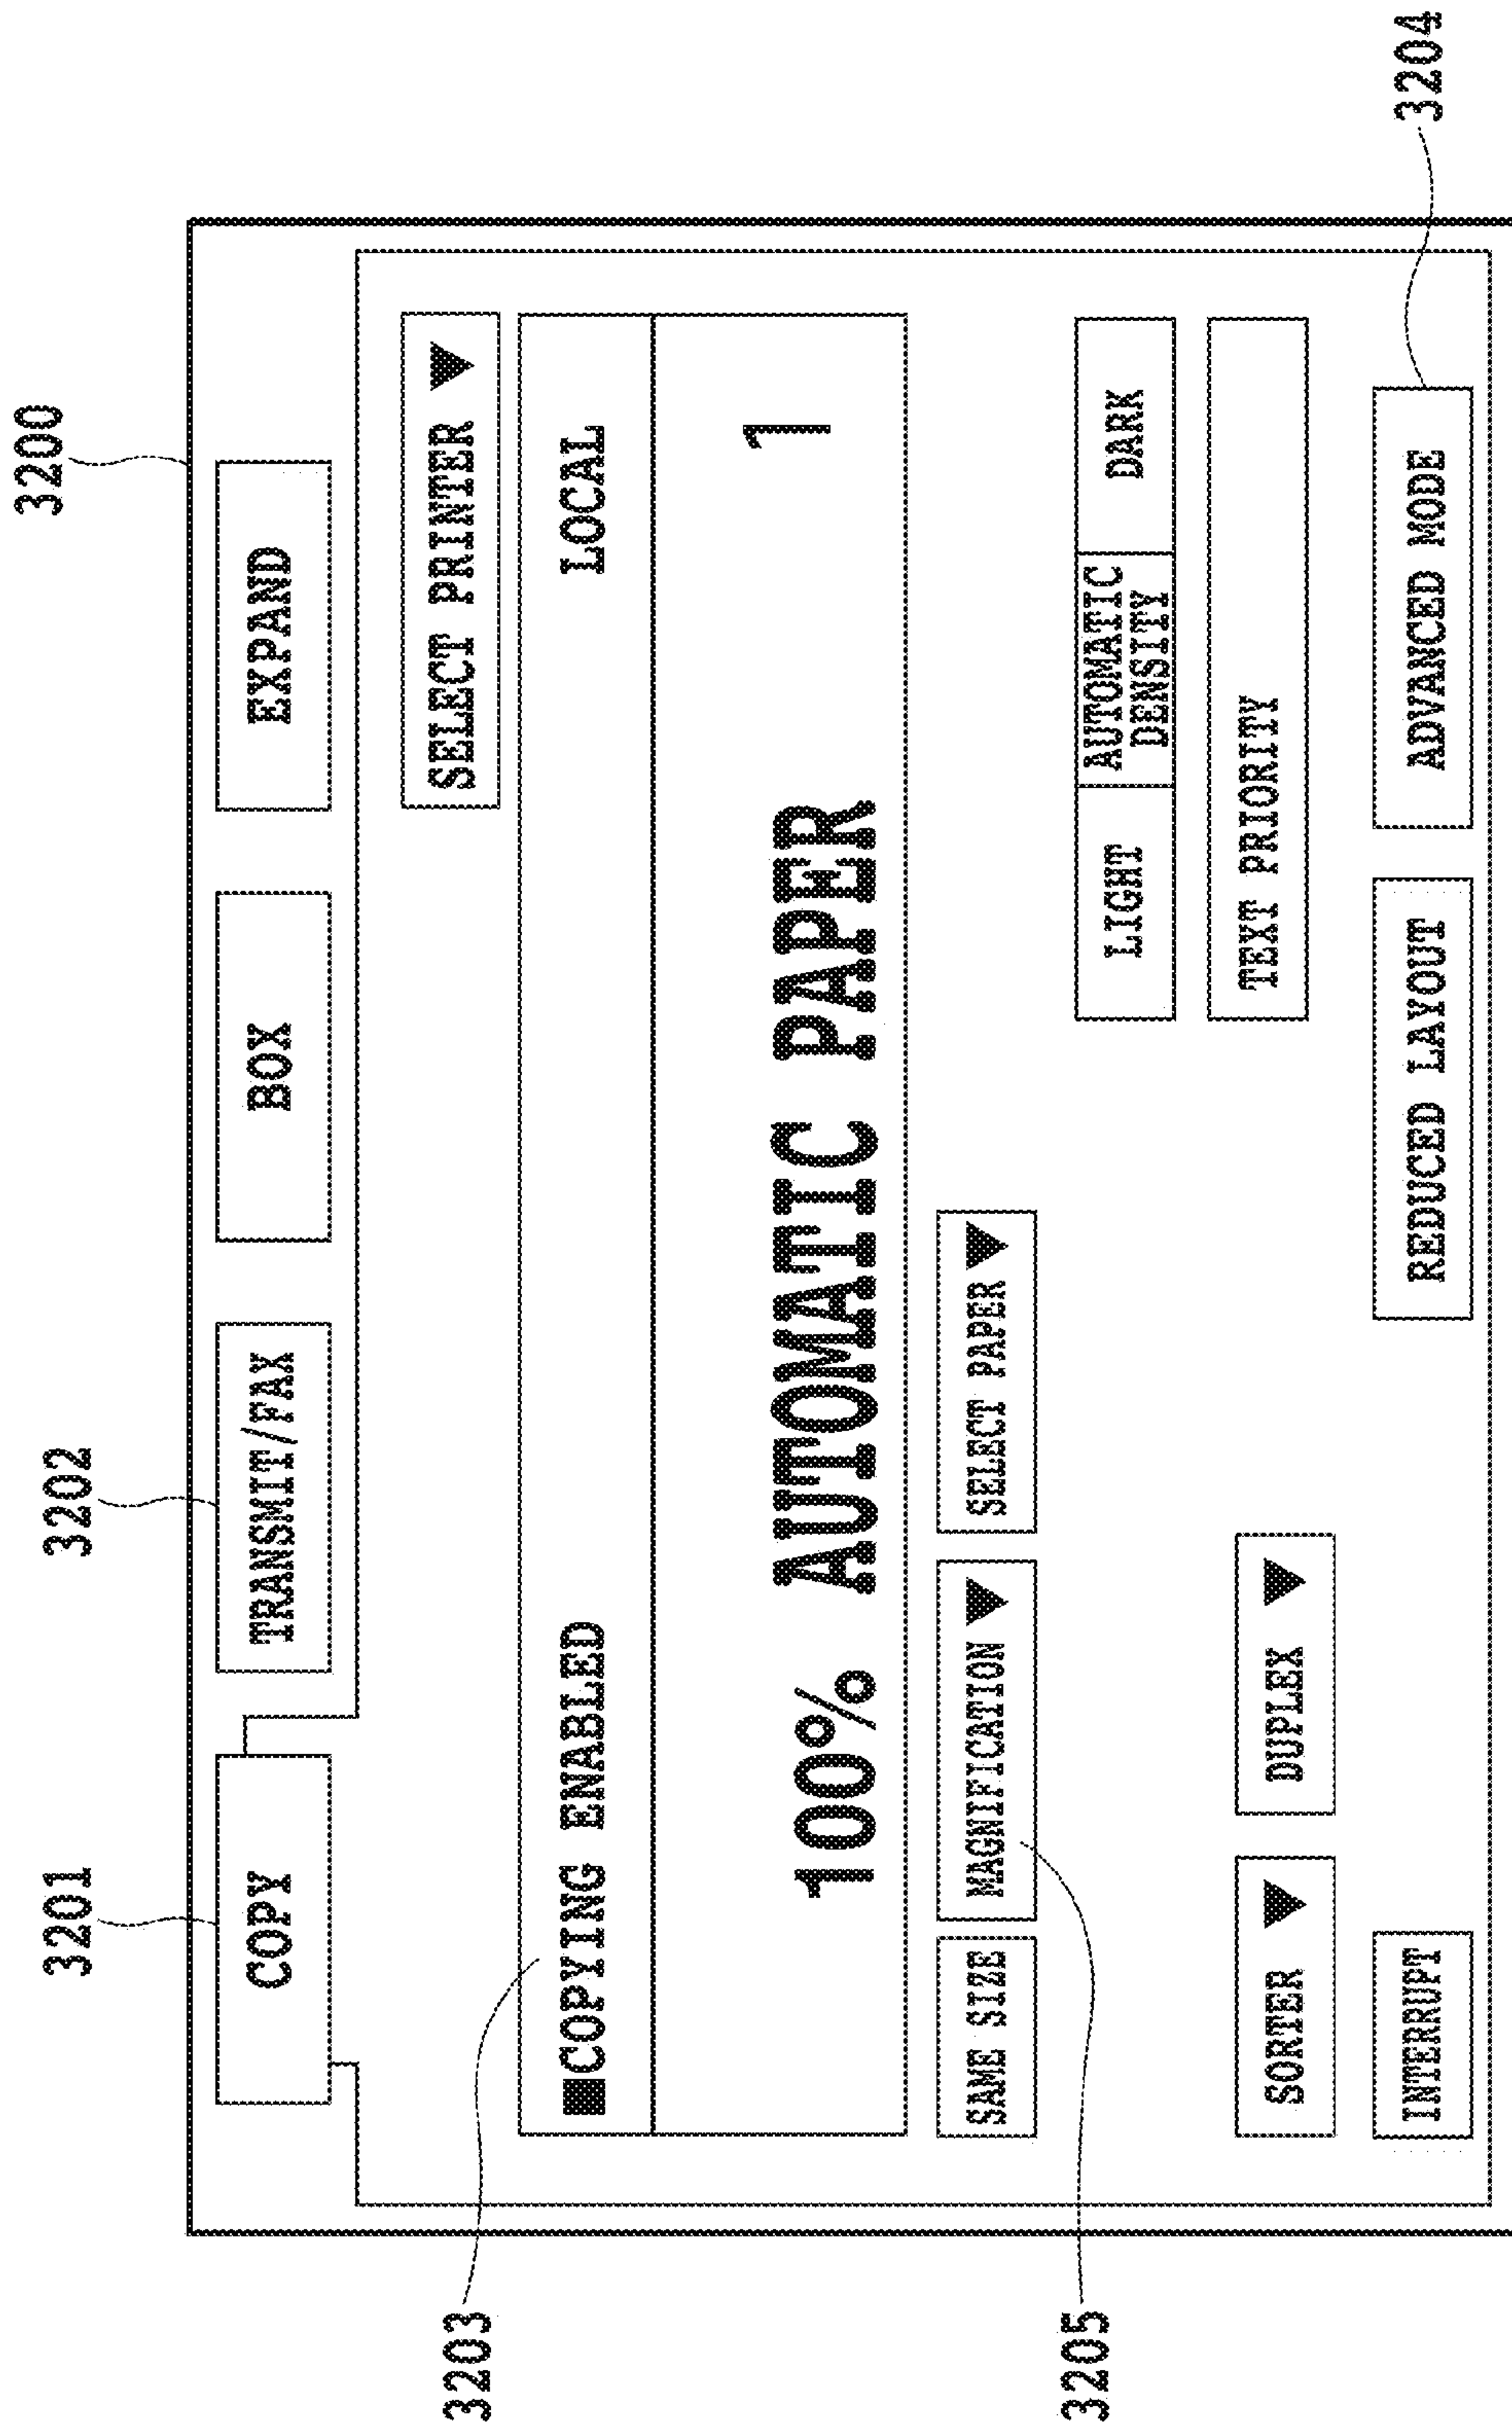 3200
3201
3202
COPY
TRANSMIT/FAX
BOX
EXPAND
SELECT PRINTER ▼
3203
■COPYING ENABLED
LOCAL
100% AUTOMATIC PAPER
1
SAME SIZE
MAGNIFICATION ▼
SELECT PAPER ▼
3205
LIGHT
AUTOMATIC
DENSITY
DARK
SORTER ▼
DUPLEX ▼
TEXT PRIORITY
INTERRUPT
REDUCED LAYOUT
ADVANCED MODE
3204